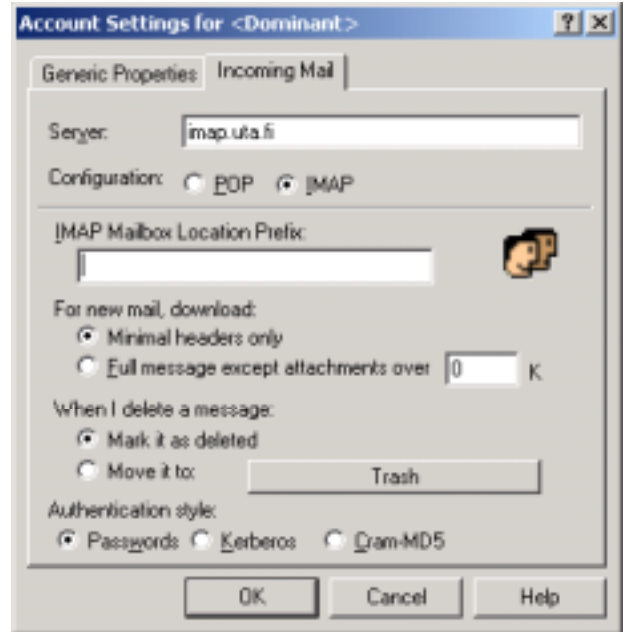 Account Settings for <Dominant>
Generic Properties Incoming Mail
Server: imap.uta.fi
Configuration: POP IMAP
IMAP Mailbox Location Prefix:
For new mail, download:
Minimal headers only
Full message except attachments over 0 K
When I delete a message:
Mark it as deleted
Move it to: Trash
Authentication style:
Passwords Kerberos Cram-MD5
OK Cancel Help